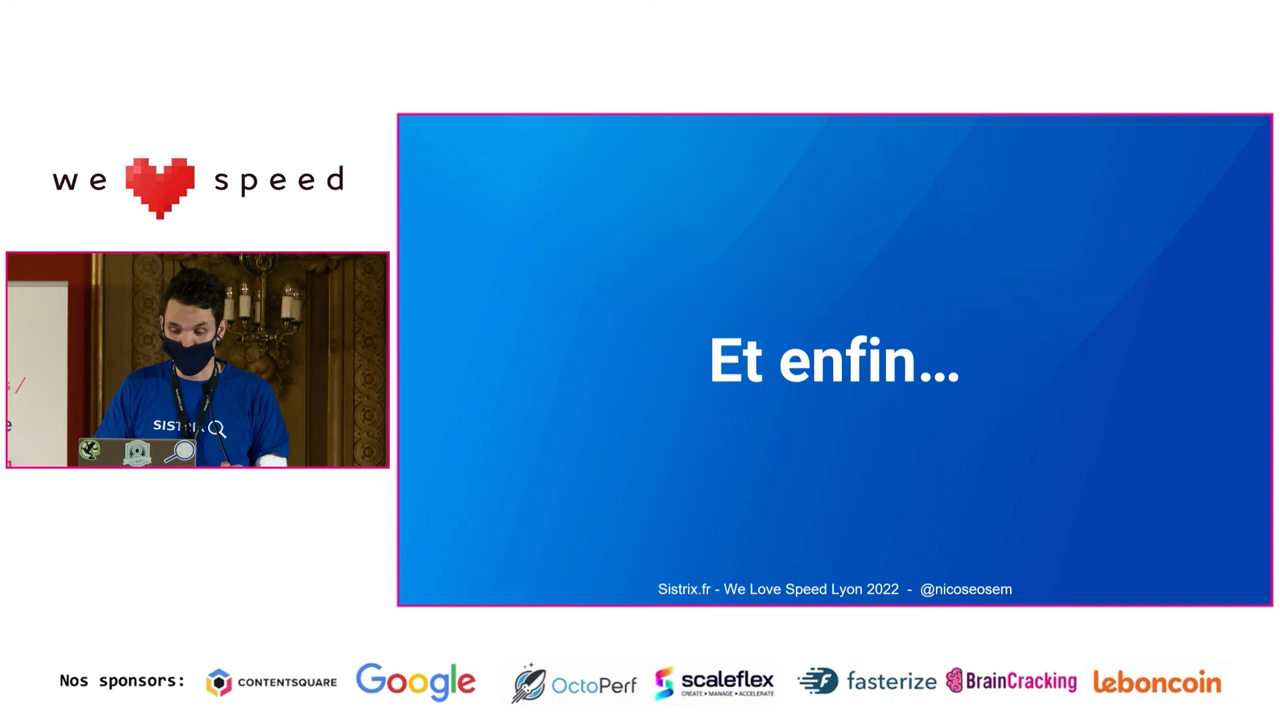 we speed
SISTRIX
Et enfin...
Sistrix.fr - We Love Speed Lyon 2022 - @nicoseosem
Nos sponsors:
CONTENTSQUARE
Google
OctoPerf
scaleflex
CREATE • MANAGE • ACCELERATE
fasterize
BrainCracking
leboncoin